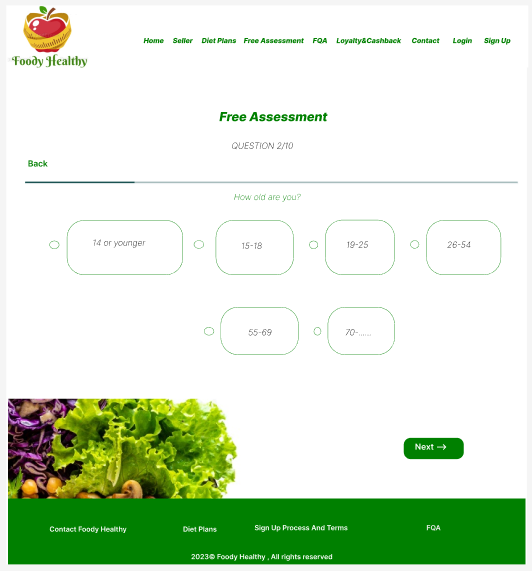 Foody Healthy
Home Seller Diet Plans Free Assessment FQA Loyalty&Cashback Contact Login Sign Up
Free Assessment
QUESTION 2/10
Back
How old are you?
14 or younger 15-18 19-25 26-54
55-69 70-......
Next →
Contact Foody Healthy Diet Plans Sign Up Process And Terms FQA
2023© Foody Healthy , All rights reserved